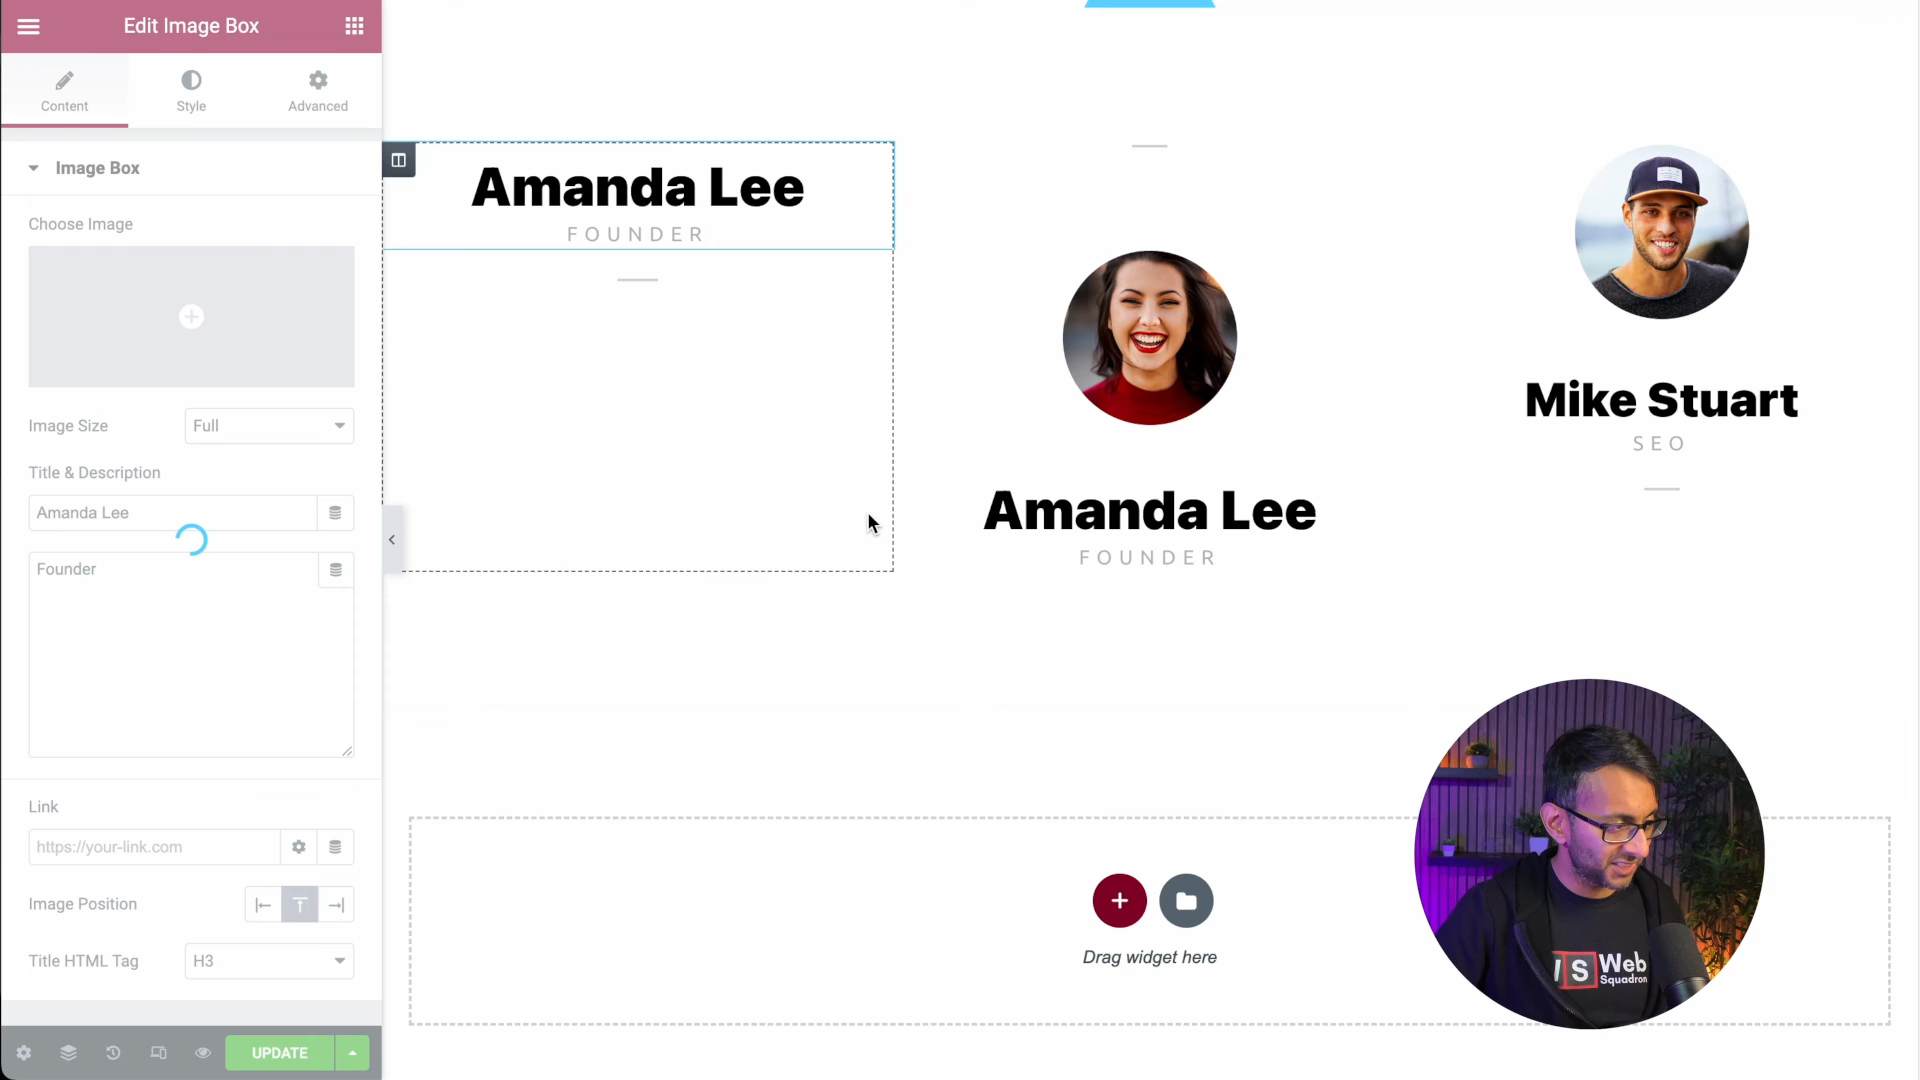 Edit Image Box
Content
Style
Advanced
Image Box
Choose Image
Image Size
Full
Title & Description
Amanda Lee
Founder
Link
https://your-link.com
Image Position
Title HTML Tag
H3
UPDATE
Amanda Lee
FOUNDER
Amanda Lee
FOUNDER
Mike Stuart
SEO
Drag widget here
S Web
Squadron